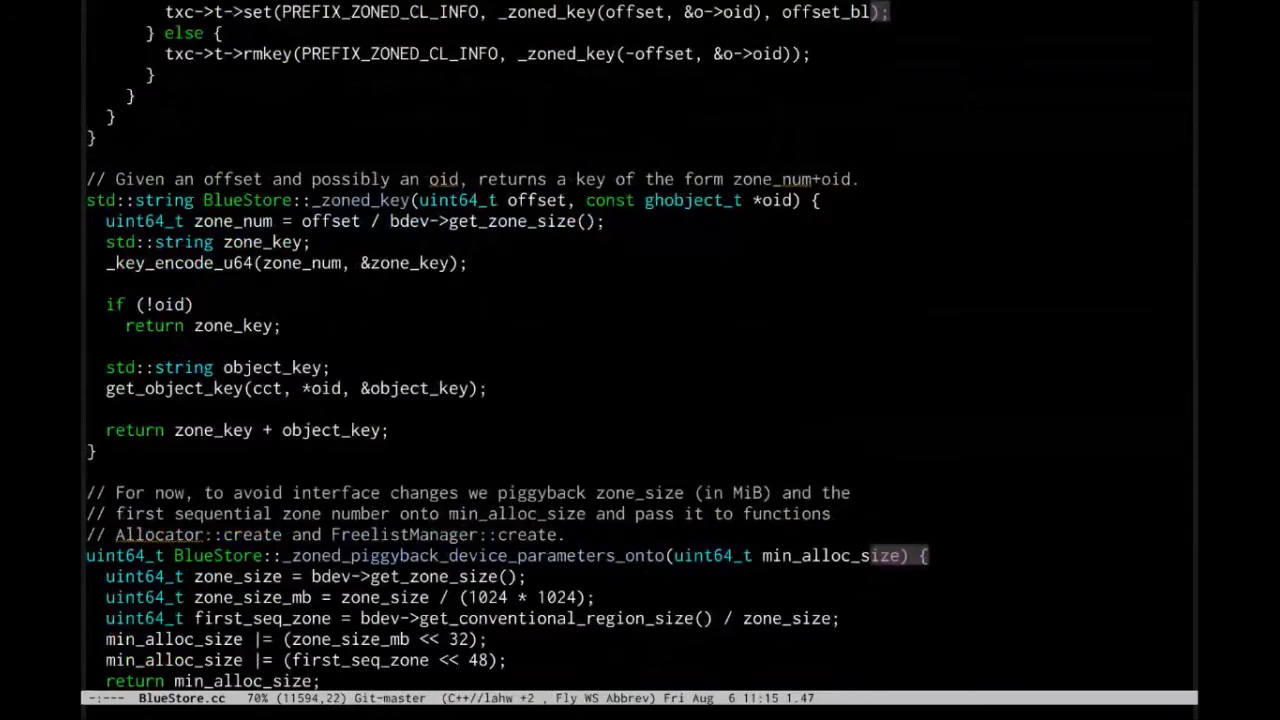 txc->t->set(PREFIX_ZONED_CL_INFO, _zoned_key(offset, &o->oid), offset_bl);
} else {
txc->t->rmkey(PREFIX_ZONED_CL_INFO, _zoned_key(-offset, &o->oid));
}
}
}
}
// Given an offset and possibly an oid, returns a key of the form zone_num+oid.
std::string BlueStore::_zoned_key(uint64_t offset, const ghobject_t *oid) {
uint64_t zone_num = offset / bdev->get_zone_size();
std::string zone_key;
_key_encode_u64(zone_num, &zone_key);
if (!oid)
return zone_key;
std::string object_key;
get_object_key(cct, *oid, &object_key);
return zone_key + object_key;
}
// For now, to avoid interface changes we piggyback zone_size (in MiB) and the
// first sequential zone number onto min_alloc_size and pass it to functions
// Allocator::create and FreelistManager::create.
uint64_t BlueStore::_zoned_piggyback_device_parameters_onto(uint64_t min_alloc_size) {
uint64_t zone_size = bdev->get_zone_size();
uint64_t zone_size_mb = zone_size / (1024 * 1024);
uint64_t first_seq_zone = bdev->get_conventional_region_size() / zone_size;
min_alloc_size |= (zone_size_mb << 32);
min_alloc_size |= (first_seq_zone << 48);
return min_alloc_size;
-:--- BlueStore.cc 70% (11594,22) Git-master (C++//lahw +2 , Fly WS Abbrev) Fri Aug 6 11:15 1.47